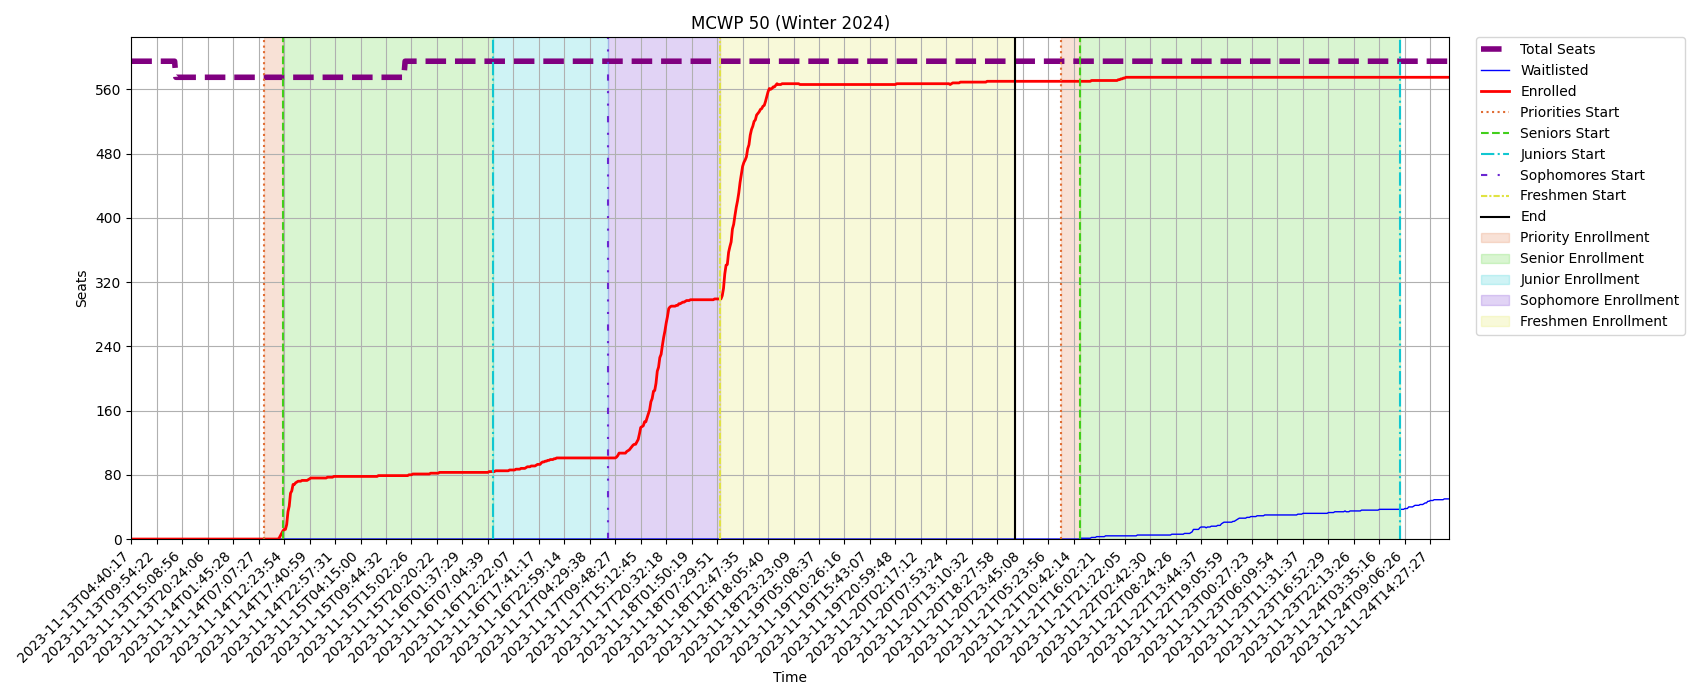 MCWP 50 (Winter 2024)
Total Seats
Waitlisted
Enrolled
Priorities Start
Seniors Start
Juniors Start
Sophomores Start
Freshmen Start
End
Priority Enrollment
Senior Enrollment
Junior Enrollment
Sophomore Enrollment
Freshmen Enrollment
Seats
560
480
400
320
240
160
80
0
2023-11-13T04:40:17
2023-11-13T09:54:22
2023-11-13T15:08:56
2023-11-13T20:24:06
2023-11-14T01:45:28
2023-11-14T07:07:27
2023-11-14T12:23:54
2023-11-14T17:40:59
2023-11-14T22:57:31
2023-11-15T04:15:00
2023-11-15T09:44:32
2023-11-15T15:02:26
2023-11-15T20:20:22
2023-11-16T01:37:29
2023-11-16T07:04:39
2023-11-16T12:22:07
2023-11-16T17:41:17
2023-11-16T22:59:14
2023-11-17T04:29:38
2023-11-17T09:48:27
2023-11-17T15:12:45
2023-11-17T20:32:18
2023-11-18T01:50:19
2023-11-18T07:29:51
2023-11-18T12:47:35
2023-11-18T18:05:40
2023-11-18T23:23:09
2023-11-19T05:08:37
2023-11-19T10:26:16
2023-11-19T15:43:07
2023-11-19T20:59:48
2023-11-20T02:17:12
2023-11-20T07:53:24
2023-11-20T13:10:32
2023-11-20T18:27:58
2023-11-20T23:45:08
2023-11-21T05:23:56
2023-11-21T10:42:14
2023-11-21T16:02:21
2023-11-21T21:22:05
2023-11-22T02:42:30
2023-11-22T08:24:26
2023-11-22T13:44:37
2023-11-22T19:05:59
2023-11-23T00:27:23
2023-11-23T06:09:54
2023-11-23T11:31:37
2023-11-23T16:52:29
2023-11-23T22:13:26
2023-11-24T03:35:16
2023-11-24T09:06:26
2023-11-24T14:27:27
Time